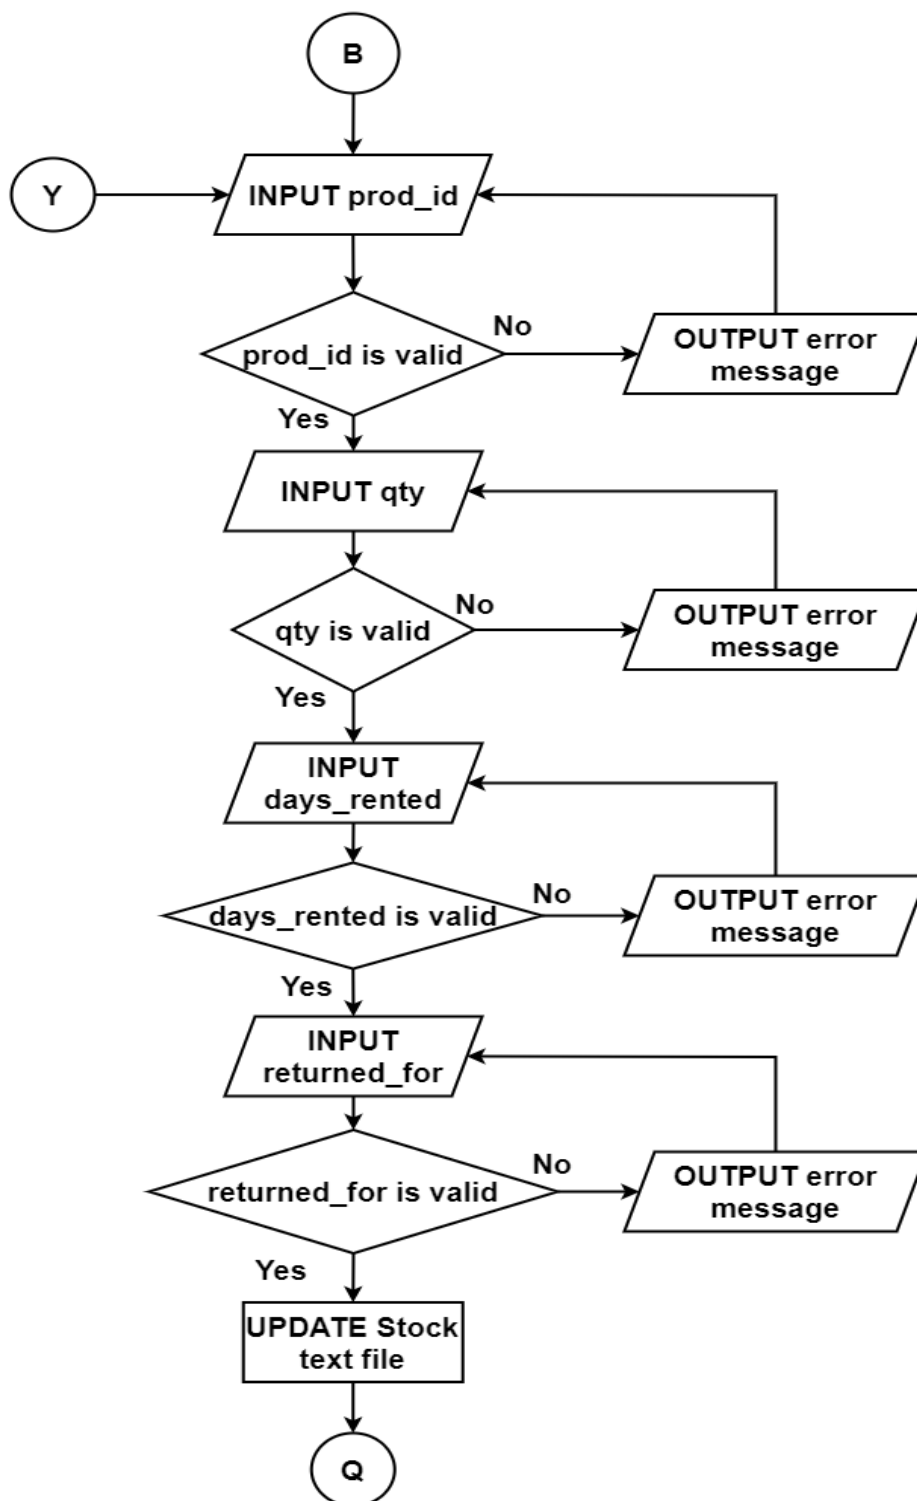 B
Y
INPUT prod_id
No
prod_id is valid
OUTPUT error
message
Yes
INPUT qty
No
qty is valid
OUTPUT error
message
Yes
INPUT
days_rented
No
days_rented is valid
OUTPUT error
message
Yes
INPUT
returned_for
No
returned_for is valid
OUTPUT error
message
Yes
UPDATE Stock
text file
Q